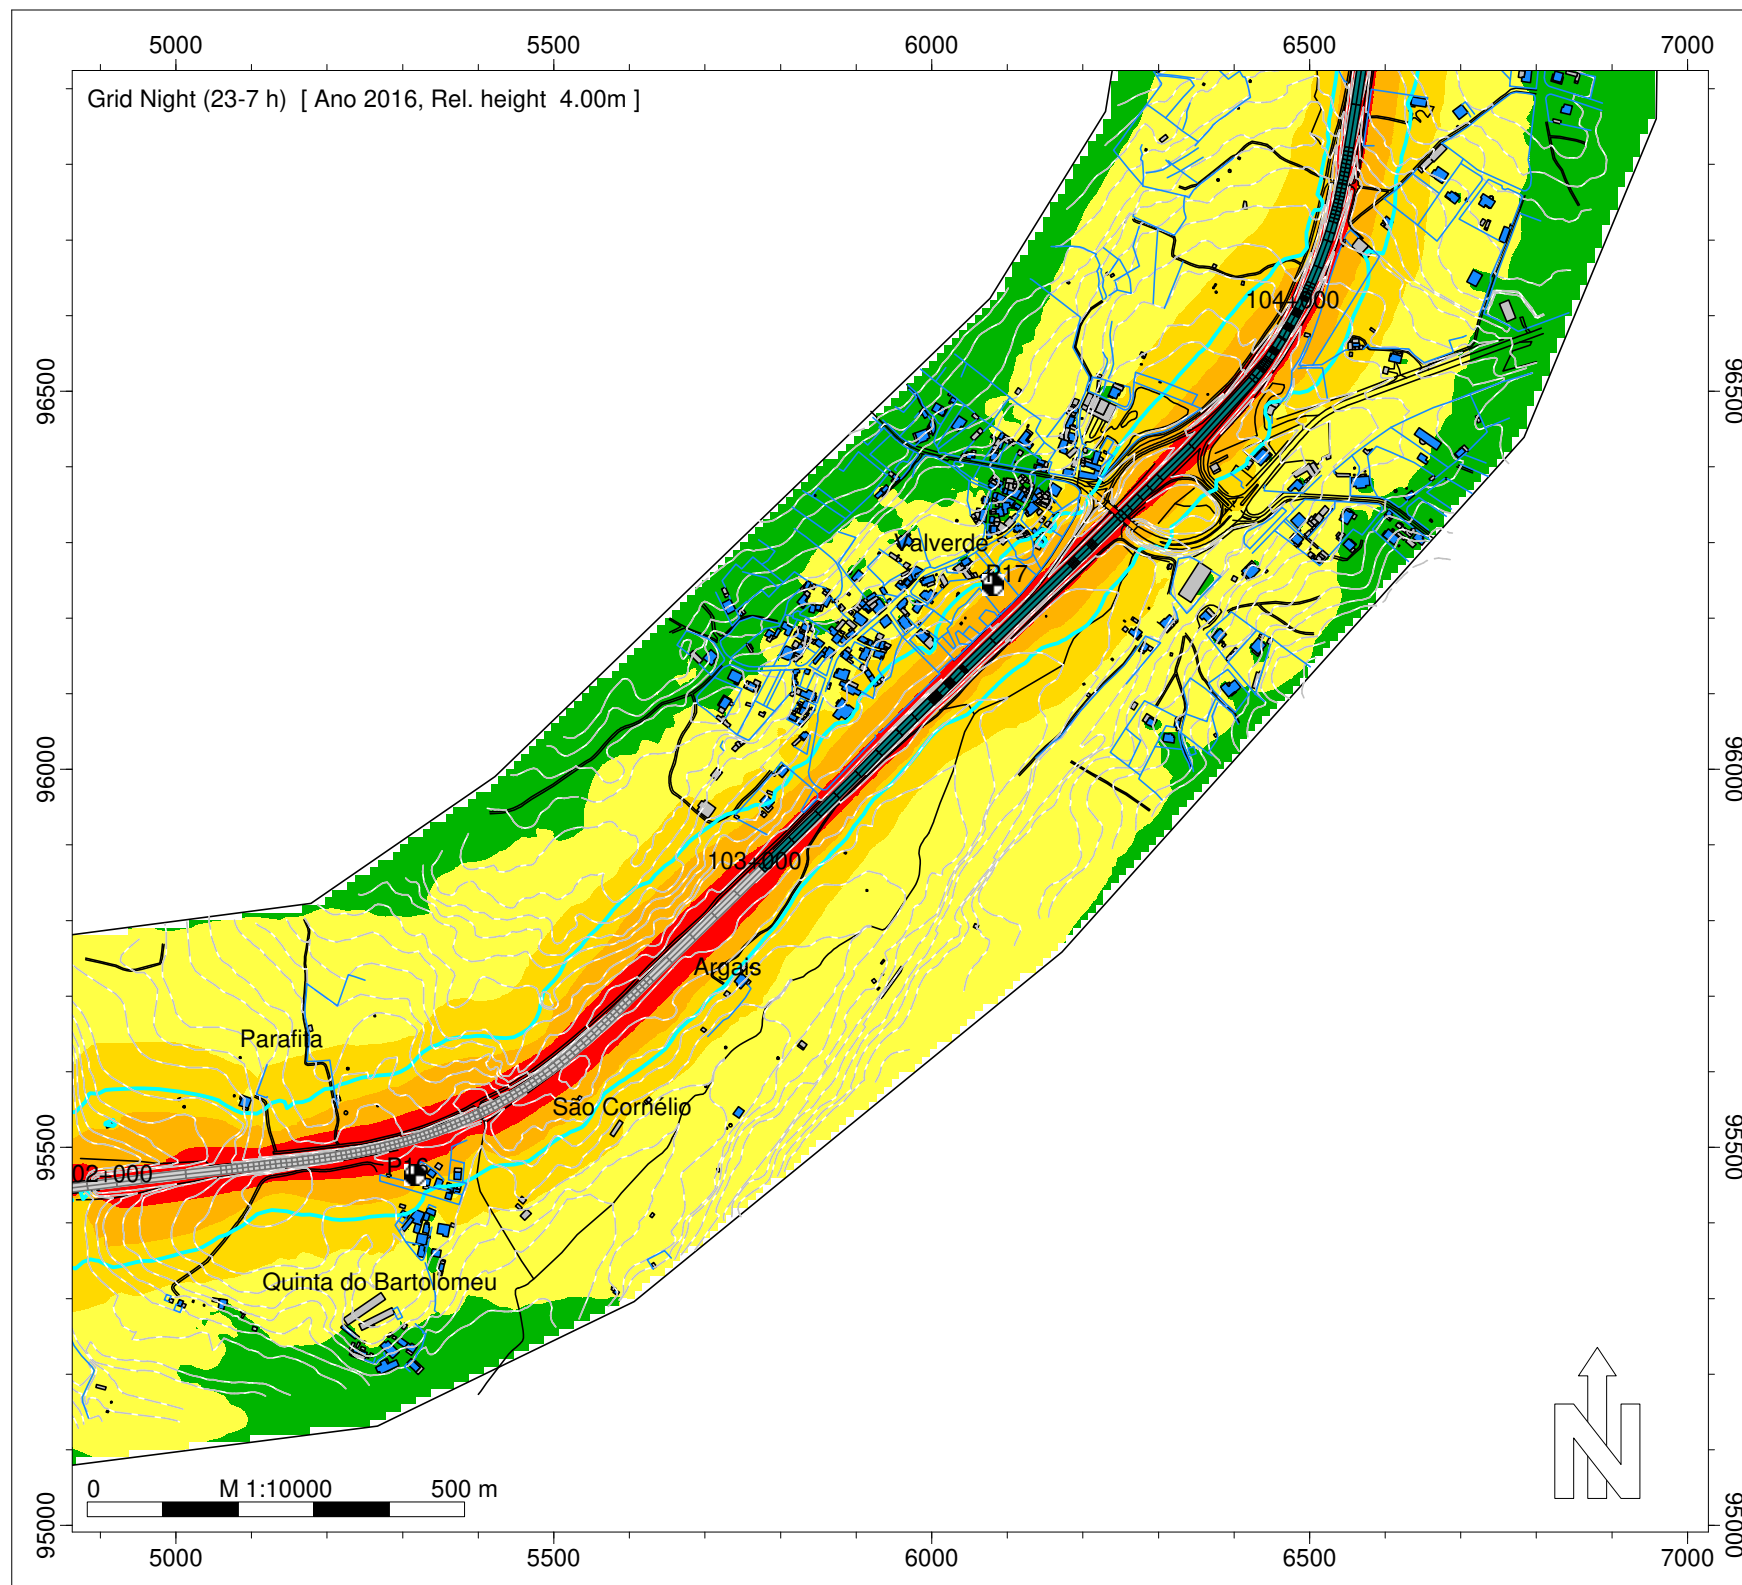 5000 5500 6000 6500 7000
Grid Night (23-7 h) [ Ano 2016, Rel. height 4.00m ]
104+000
96500
96500
Valverde
P17
96000
96000
103+000
Argais
Parafita
São Cornélio
95500
95500
P16
02+000
Quinta do Bartolomeu
0 M 1:10000 500 m
N
95000
95000
5000 5500 6000 6500 7000